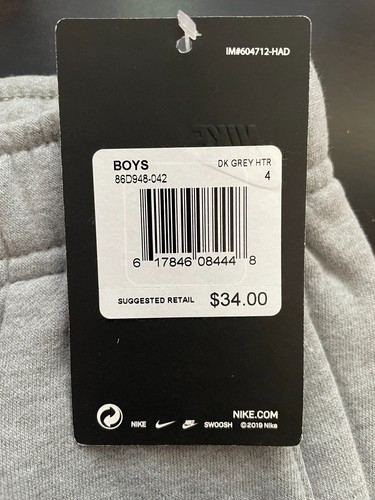 IM#604712-HAD
NIKE
BOYS DK GREY HTR
86D948-042 4
6 17846 08444 8
SUGGESTED RETAIL $34.00
NIKE.COM
NIKE SWOOSH ©2019 Nike